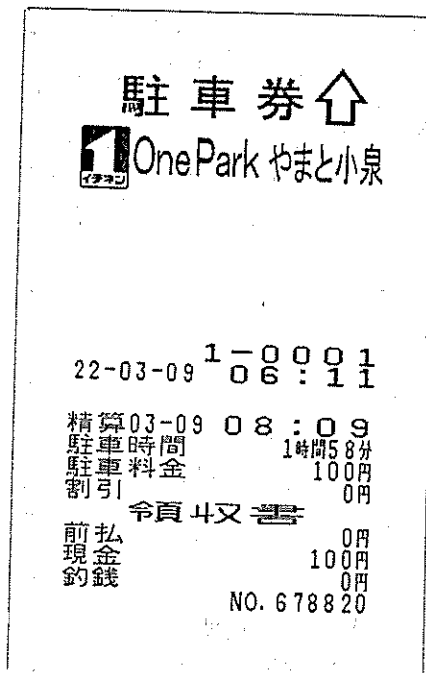 駐車券⇧
1 イチネン OnePark やまと小泉
1-0001
22-03-09 06:11
精算03-09 08:09
駐車時間 1時間58分
駐車料金 100円
割引 0円
領収書
前払 0円
現金 100円
釣銭 0円
NO.678820